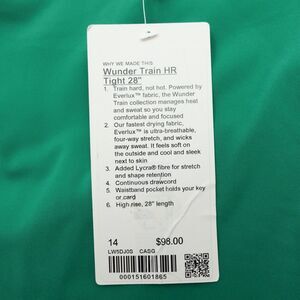 WHY WE MADE THIS
Wunder Train HR
Tight 28"
1. Train hard, not hot. Powered by
Everlux™ fabric, the Wunder
Train collection manages heat
and sweat so you stay
comfortable and focused
2. Our fastest drying fabric,
Everlux™ is ultra-breathable,
four-way stretch, and wicks
away sweat. It feels soft on
the outside and cool and sleek
next to skin
3. Added Lycra® fibre for stretch
and shape retention
4. Continuous drawcord
5. Waistband pocket holds your key
or card
6. High rise, 28" length
14 $98.00
LW5DJ0S CASG
000151601865